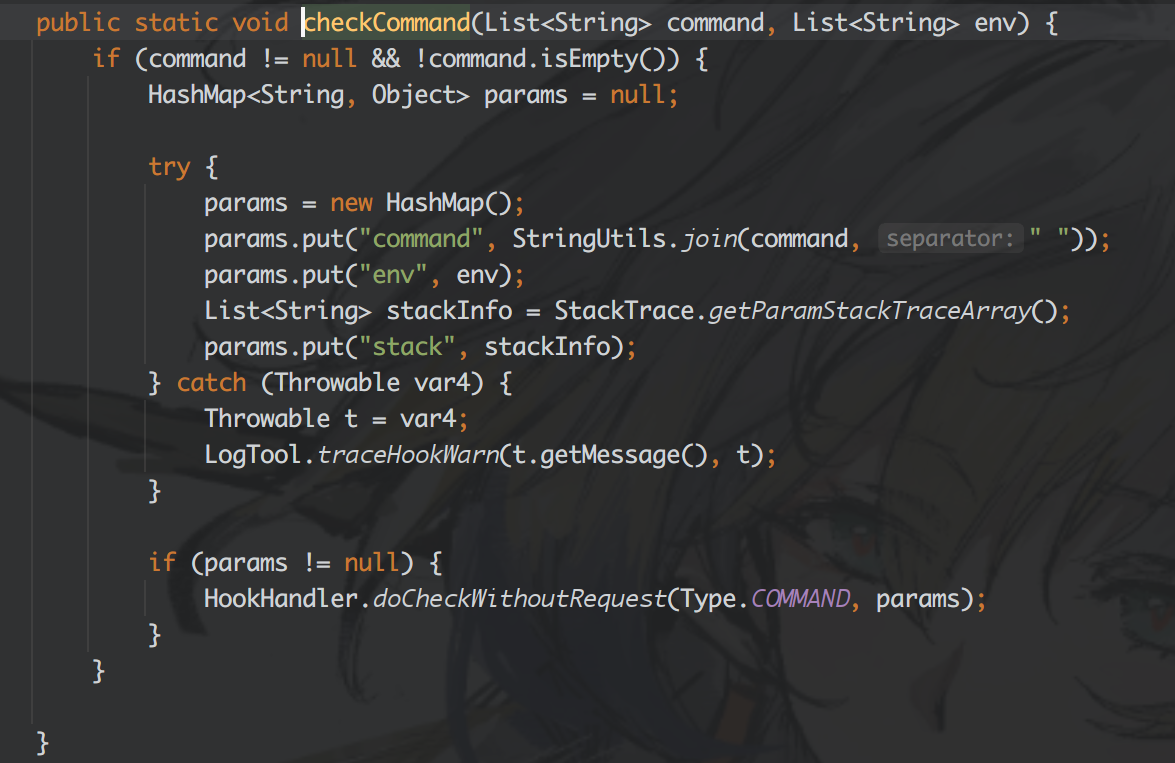 public static void checkCommand(List<String> command, List<String> env) {
if (command != null && !command.isEmpty()) {
HashMap<String, Object> params = null;
try {
params = new HashMap();
params.put("command", StringUtils.join(command, separator: " "));
params.put("env", env);
List<String> stackInfo = StackTrace.getParamStackTraceArray();
params.put("stack", stackInfo);
} catch (Throwable var4) {
Throwable t = var4;
LogTool.traceHookWarn(t.getMessage(), t);
}
if (params != null) {
HookHandler.doCheckWithoutRequest(Type.COMMAND, params);
}
}
}